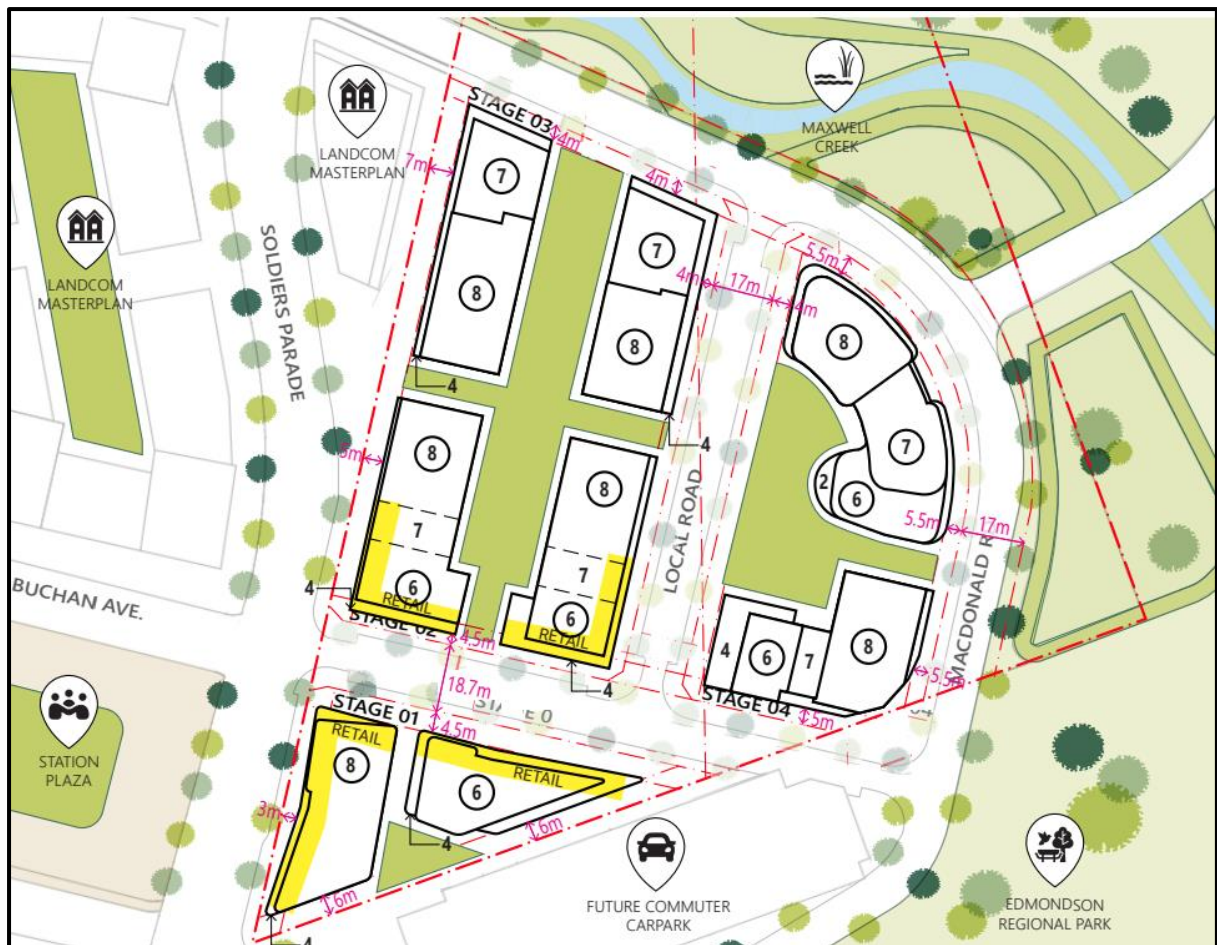 STAGE 03
4m
MAXWELL
CREEK
LANDCOM
MASTERPLAN
7m
7
4m
7
LANDCOM
MASTERPLAN
SOLDIERS PARADE
8
4m
17m
4m
5.5m
8
8
4
4
8
5m
8
7
2
6
5.5m
17m
LOCAL ROAD
7
7
6
6
4
RETAIL
RETAIL
BUCHAN AVE.
STAGE 02
4.5m
4
4
6
7
8
MACDONALD R
5.5m
STAGE 04
5m
04
18.7m
STAGE 01
4.5m
RETAIL
8
RETAIL
6
STATION
PLAZA
3m
4
6m
6m
FUTURE COMMUTER
CARPARK
EDMONDSON
REGIONAL PARK
4